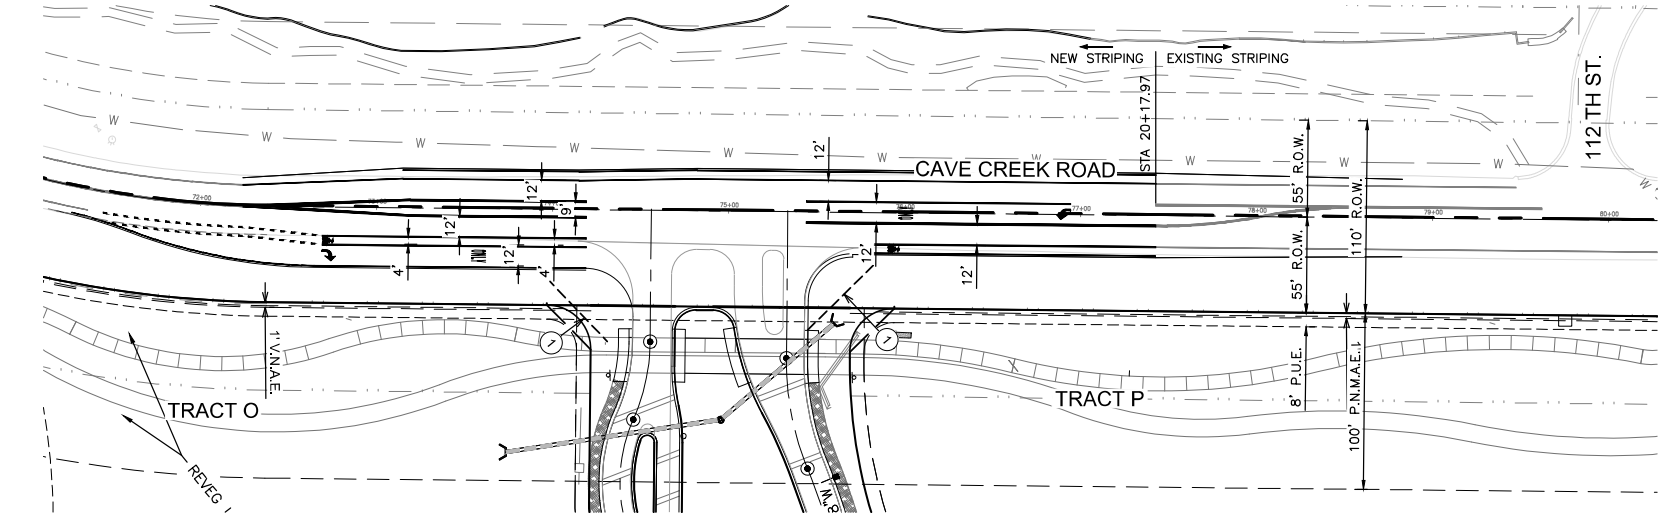 NEW STRIPING
EXISTING STRIPING
STA 20+17.97
112 TH ST.
W
W
W
W
W
W
W
W
W
W
W
CAVE CREEK ROAD
12'
12'
9'
12'
12'
4'
4'
12'
12'
72+00
75+00
77+00
78+00
79+00
80+00
55' R.O.W.
55' R.O.W.
110' R.O.W.
1' V.N.A.E.
8' P.U.E.
100' P.N.M.A.E.
1
1
TRACT O
TRACT P
REVEG